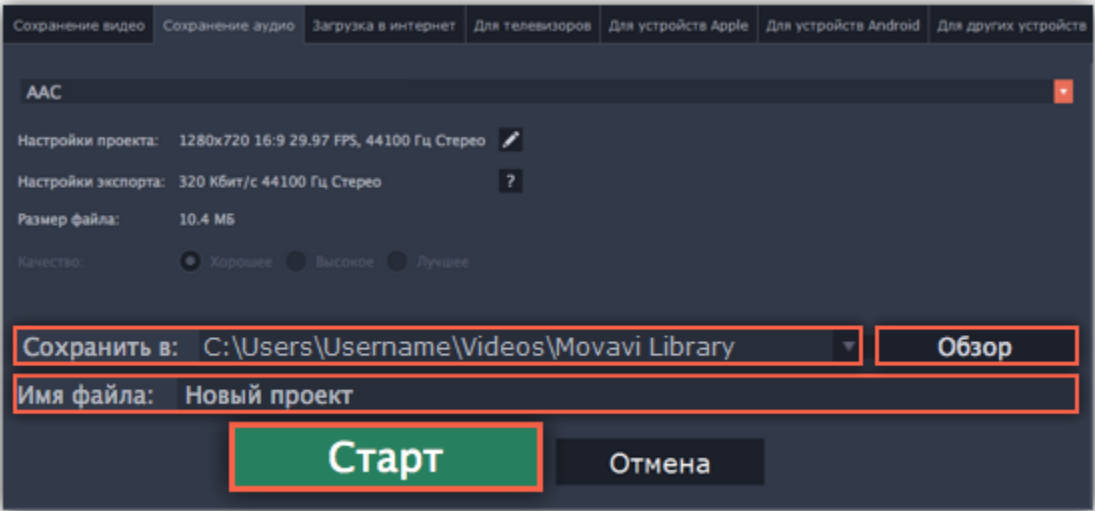 Сохранение видео Сохранение аудио Загрузка в интернет Для телевизоров Для устройств Apple Для устройств Android Для других устройств
AAC
Настройки проекта: 1280x720 16:9 29.97 FPS, 44100 Гц Стерео
Настройки экспорта: 320 Кбит/с 44100 Гц Стерео ?
Размер файла: 10.4 МБ
Качество: Хорошее Высокое Лучшее
Сохранить в: C:\Users\Username\Videos\Movavi Library Обзор
Имя файла: Новый проект
Старт Отмена